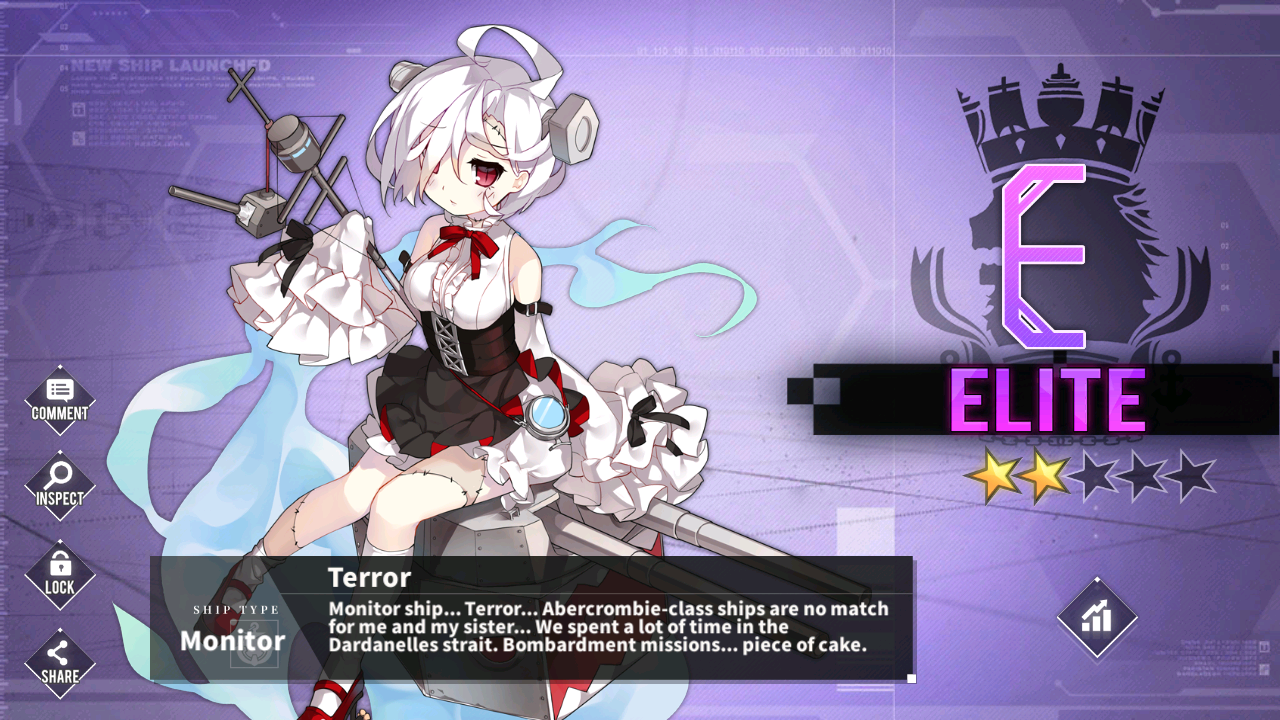 NEW SHIP LAUNCHED
E
ELITE
COMMENT
INSPECT
LOCK
SHARE
SHIP TYPE
Monitor
Terror
Monitor ship... Terror... Abercrombie-class ships are no match
for me and my sister... We spent a lot of time in the
Dardanelles strait. Bombardment missions... piece of cake.